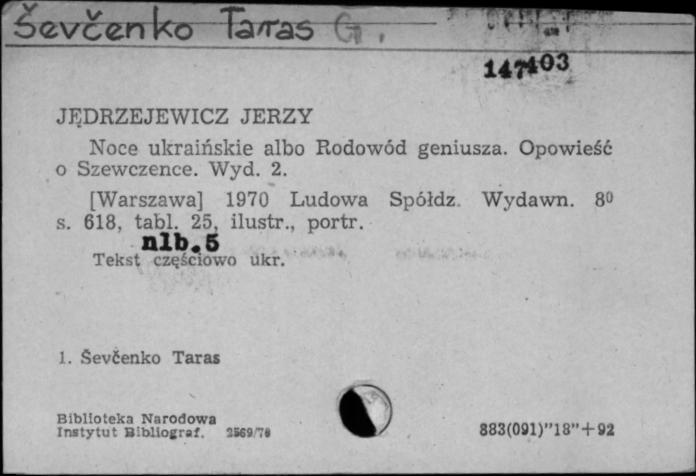 Ševčenko Taras G.
147403
JĘDRZEJEWICZ JERZY
Noce ukraińskie albo Rodowód geniusza. Opowieść
o Szewczence. Wyd. 2.
[Warszawa] 1970 Ludowa Spółdz. Wydawn. 8⁰
s. 618, tabl. 25, ilustr., portr.
nlb. 5
Tekst częściowo ukr.
1. Ševčenko Taras
Biblioteka Narodowa
Instytut Bibliograf. 2569/70
883(091)"18"+92